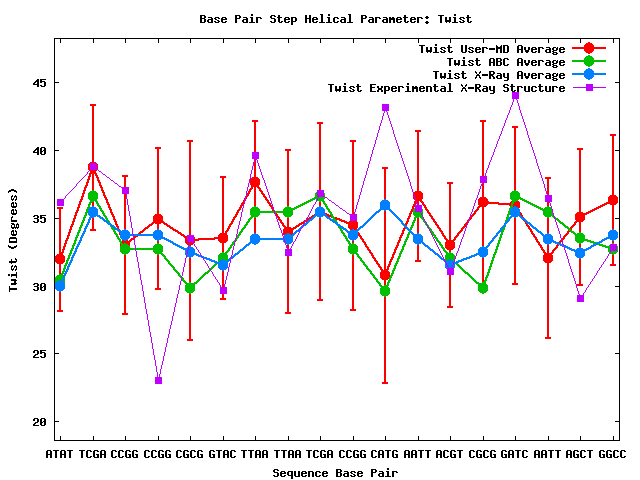 Base Pair Step Helical Parameter: Twist
Twist User-MD Average
Twist ABC Average
Twist X-Ray Average
Twist Experimental X-Ray Structure
45
40
35
30
25
20
Twist (Degrees)
ATAT TCGA CCGG CCGG CGCG GTAC TTAA TTAA TCGA CCGG CATG AATT ACGT CGCG GATC AATT AGCT GGCC
Sequence Base Pair